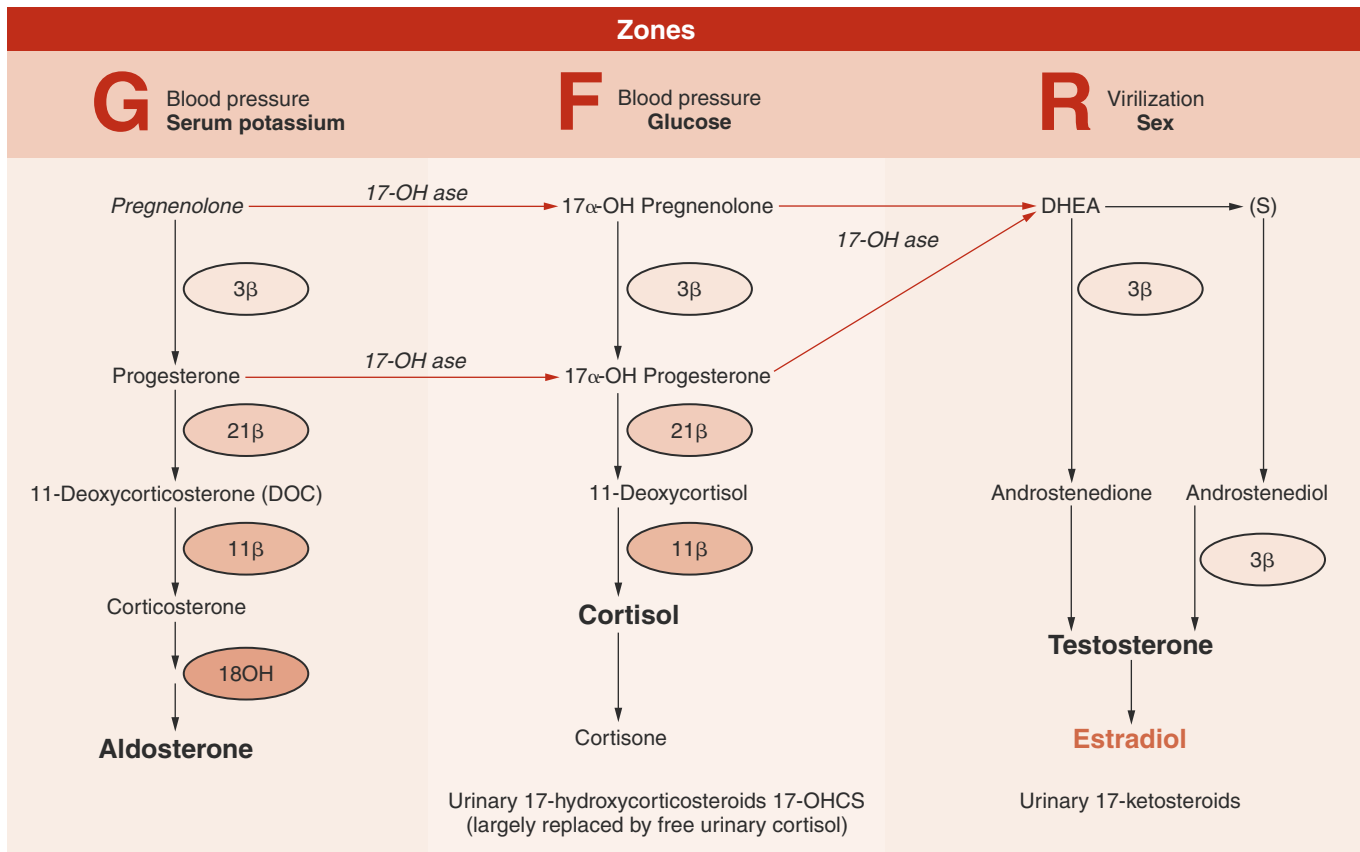 Zones
G
Blood pressure
Serum potassium
F
Blood pressure
Glucose
R
Virilization
Sex
Pregnenolone
17-OH ase
17α-OH Pregnenolone
DHEA
(S)
17-OH ase
3β
3β
3β
Progesterone
17-OH ase
17α-OH Progesterone
21β
21β
11-Deoxycorticosterone (DOC)
11-Deoxycortisol
Androstenedione
Androstenediol
11β
11β
3β
Corticosterone
Cortisol
Testosterone
18OH
Aldosterone
Cortisone
Estradiol
Urinary 17-hydroxycorticosteroids 17-OHCS
(largely replaced by free urinary cortisol)
Urinary 17-ketosteroids